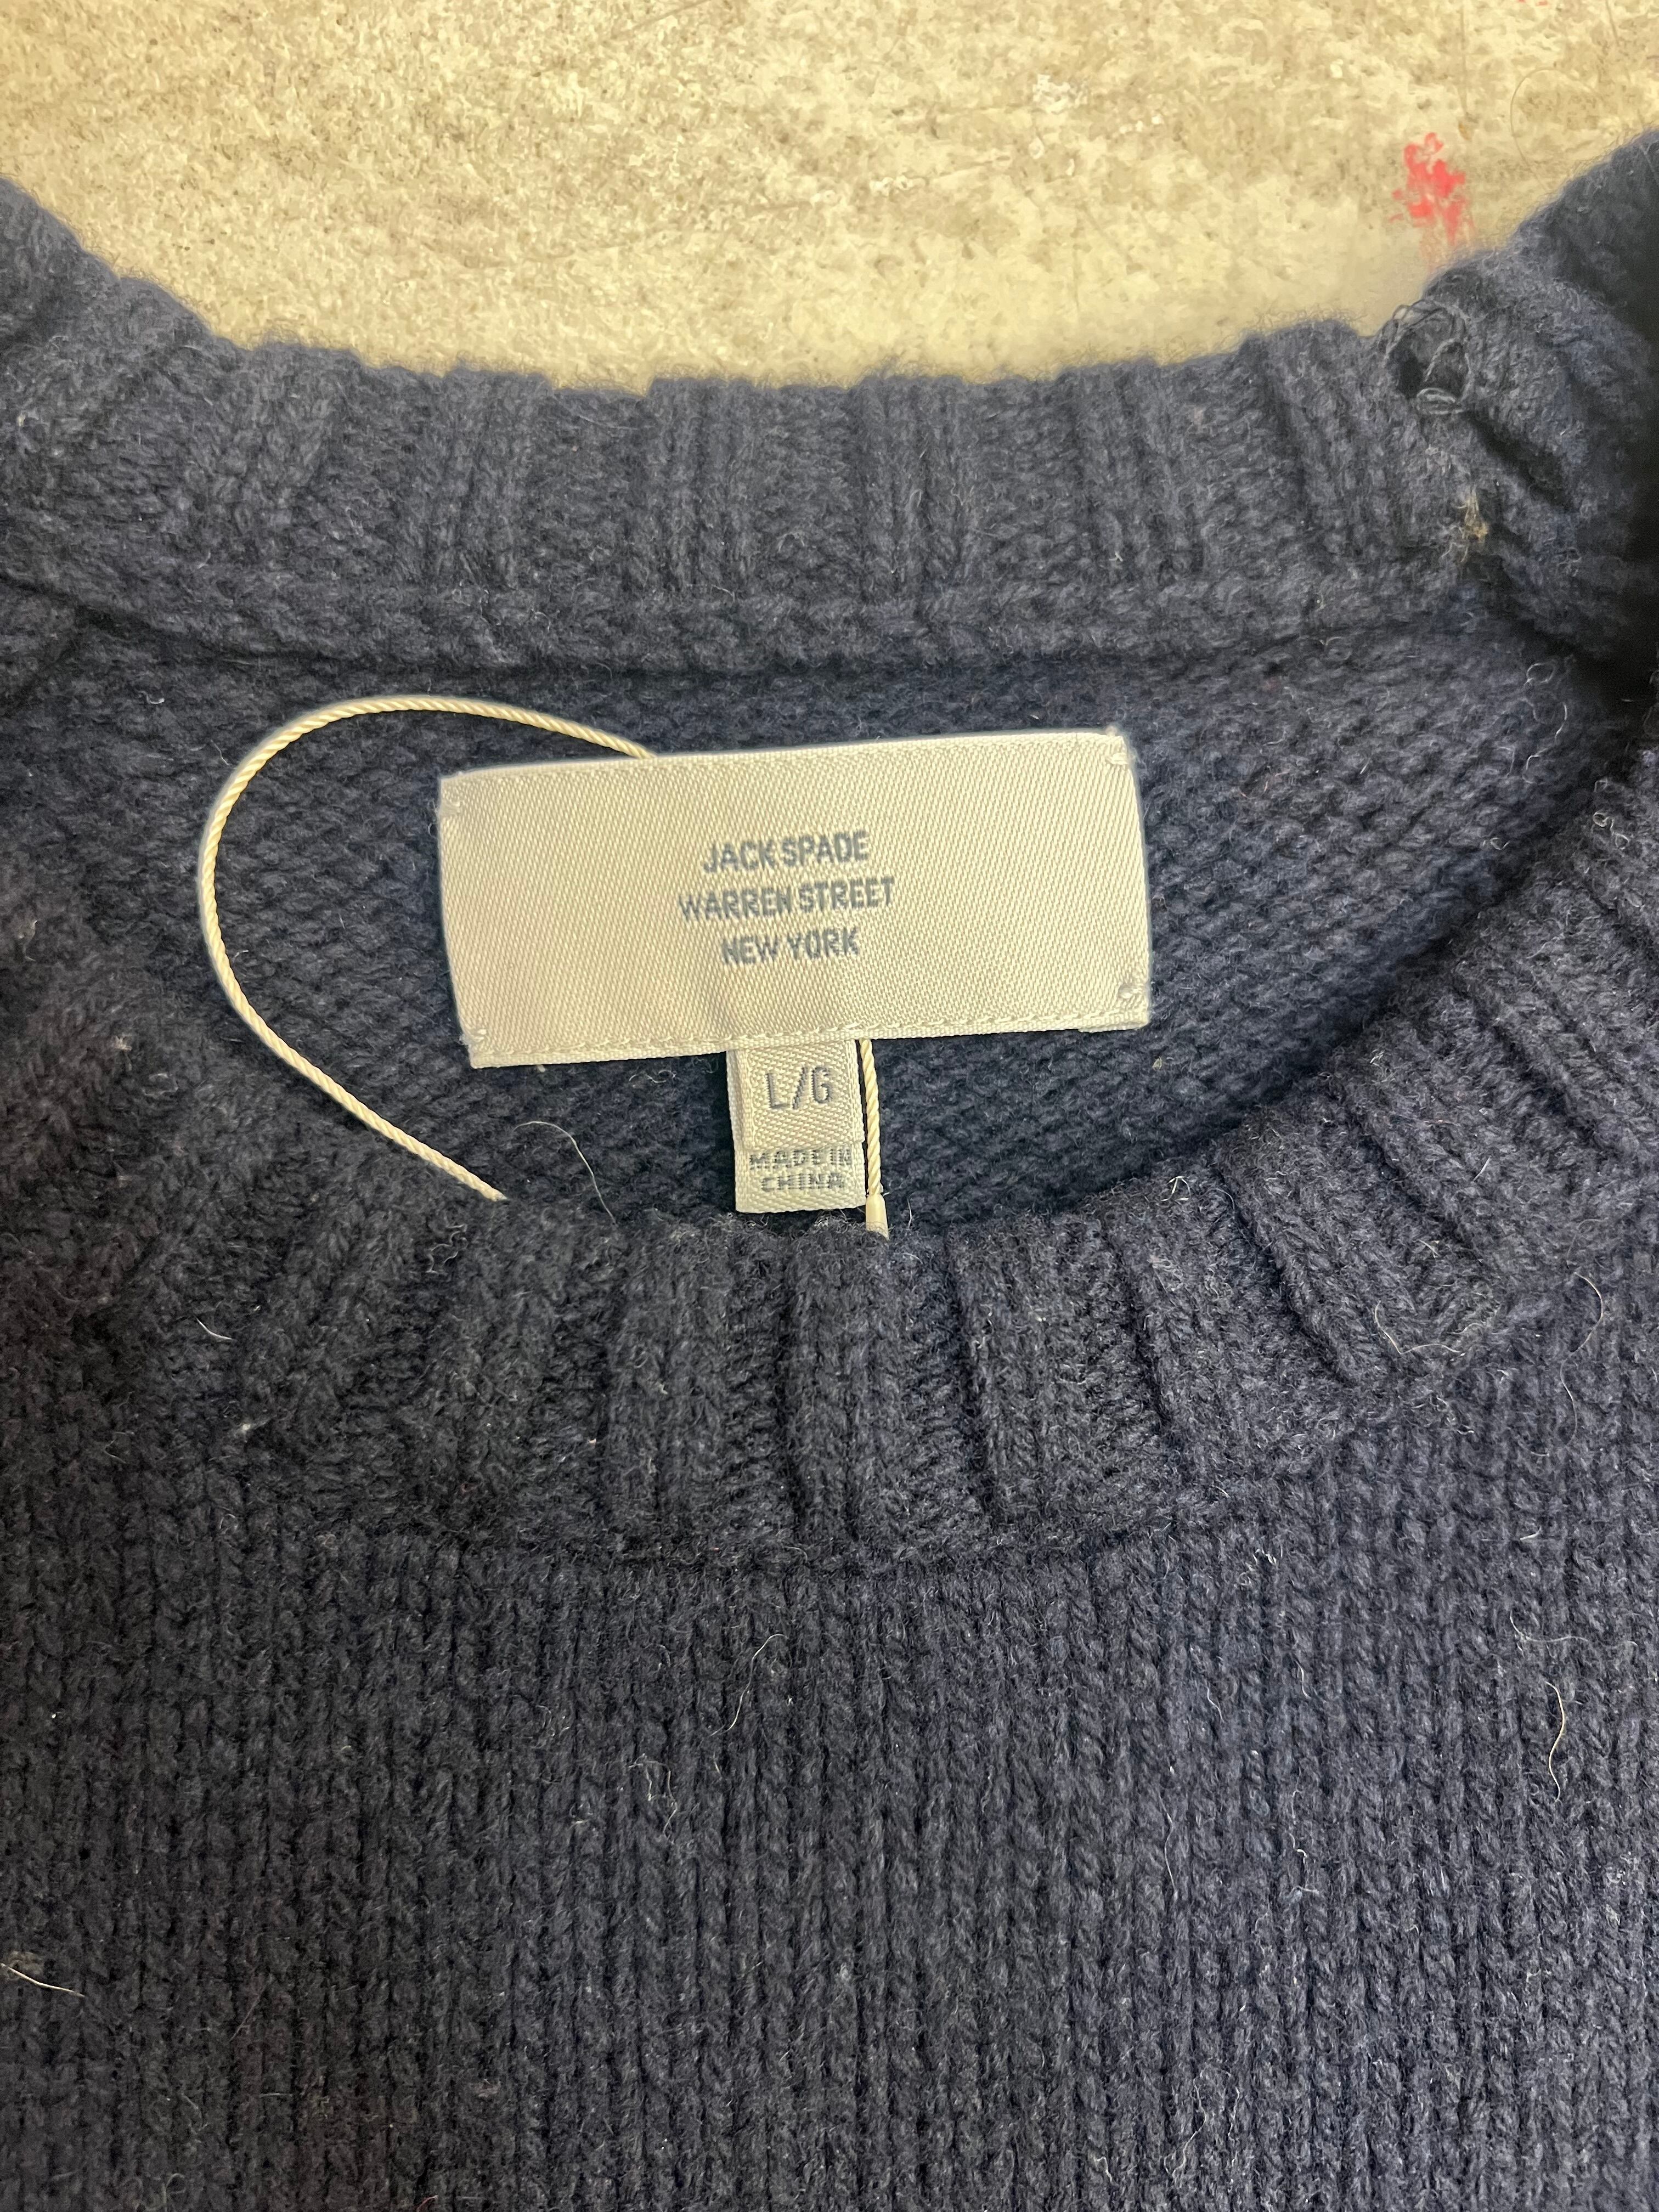 JACK SPADE
WARREN STREET
NEW YORK
L/G
MADE IN
CHINA